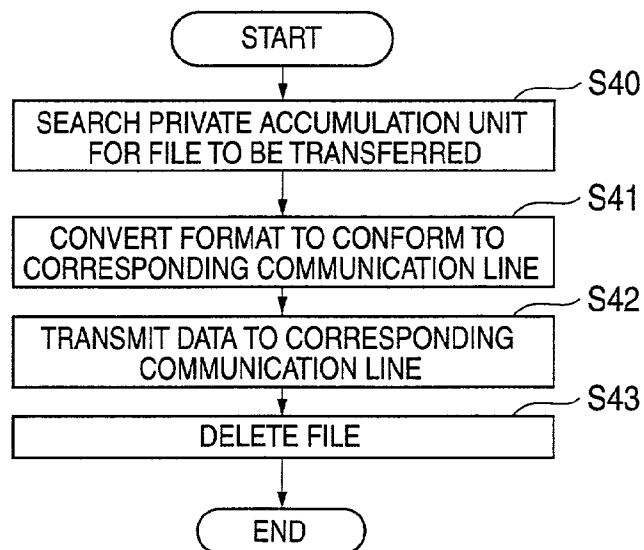 START
S40
SEARCH PRIVATE ACCUMULATION UNIT
FOR FILE TO BE TRANSFERRED
S41
CONVERT FORMAT TO CONFORM TO
CORRESPONDING COMMUNICATION LINE
S42
TRANSMIT DATA TO CORRESPONDING
COMMUNICATION LINE
S43
DELETE FILE
END